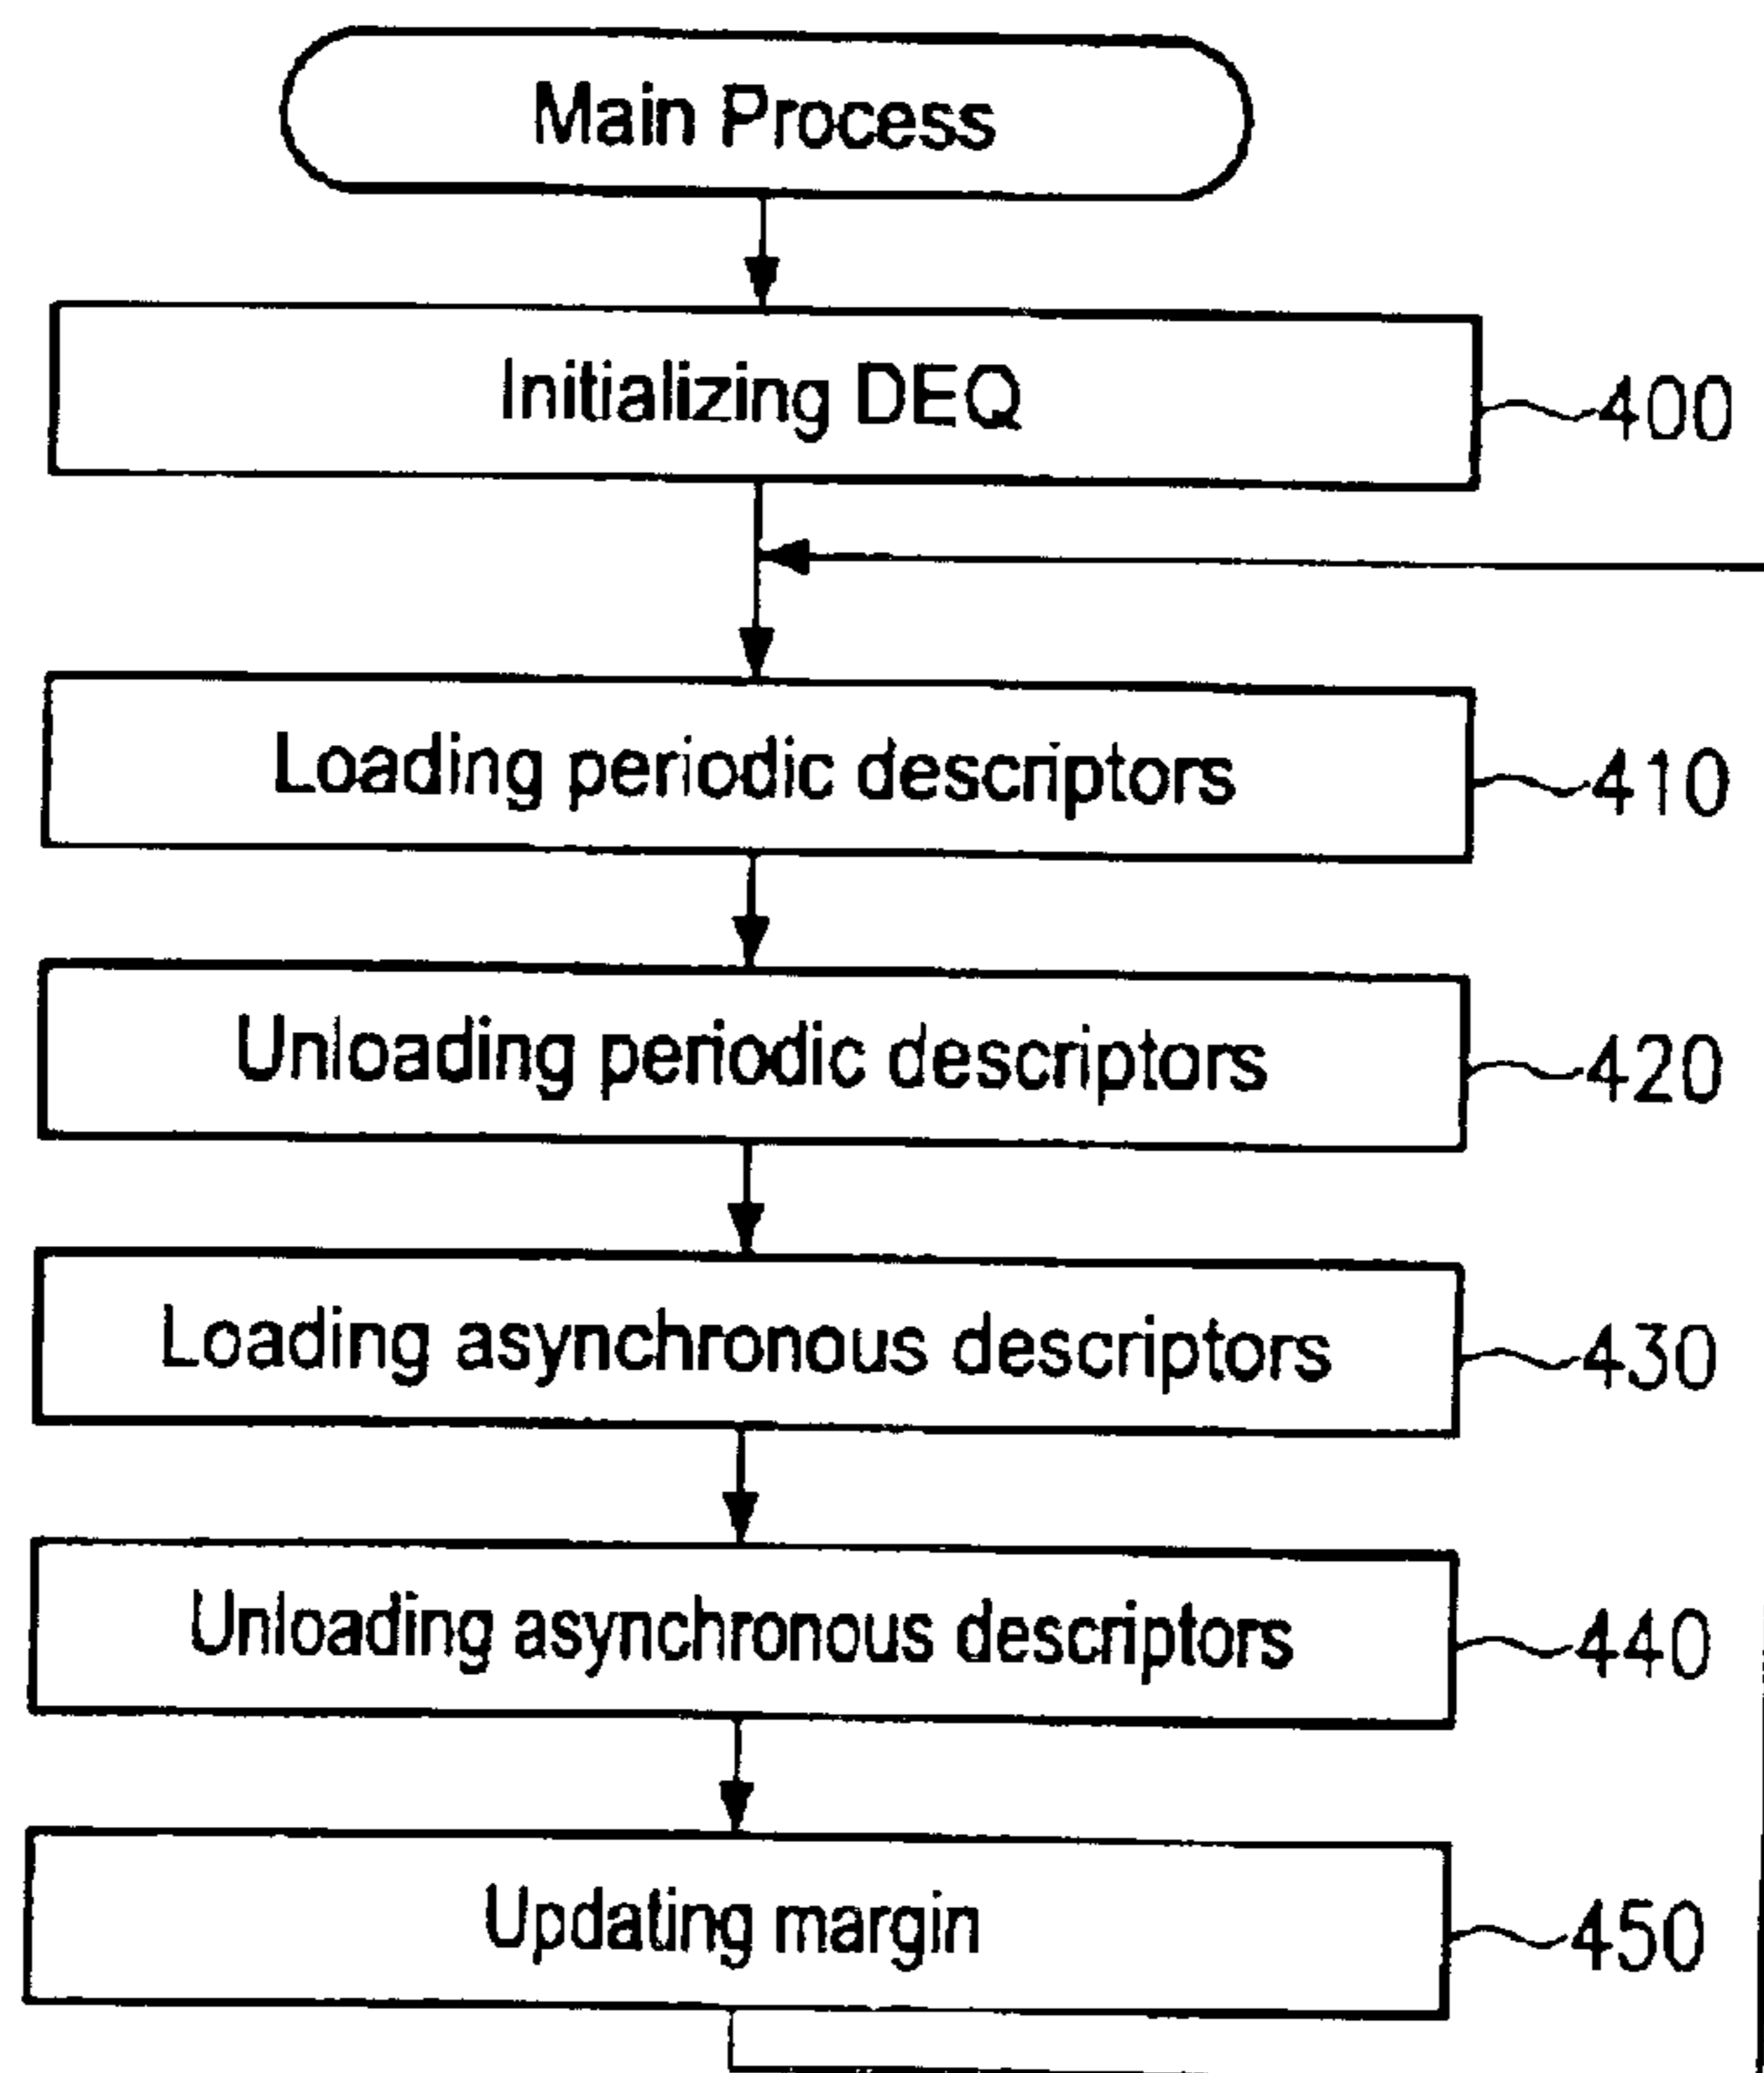 Main Process
Initializing DEQ
400
Loading periodic descriptors
410
Unloading periodic descriptors
420
Loading asynchronous descriptors
430
Unloading asynchronous descriptors
440
Updating margin
450